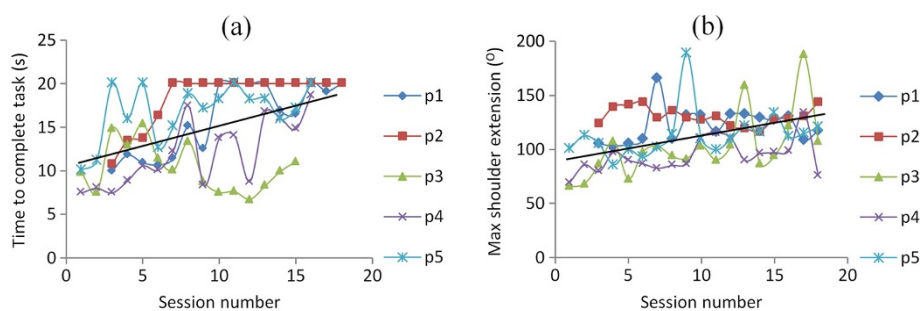 (a)
Time to complete task (s)
25
20
15
10
5
0
0 5 10 15 20
Session number
p1
p2
p3
p4
p5
(b)
Max shoulder extension (°)
200
150
100
50
0
0 5 10 15 20
Session number
p1
p2
p3
p4
p5